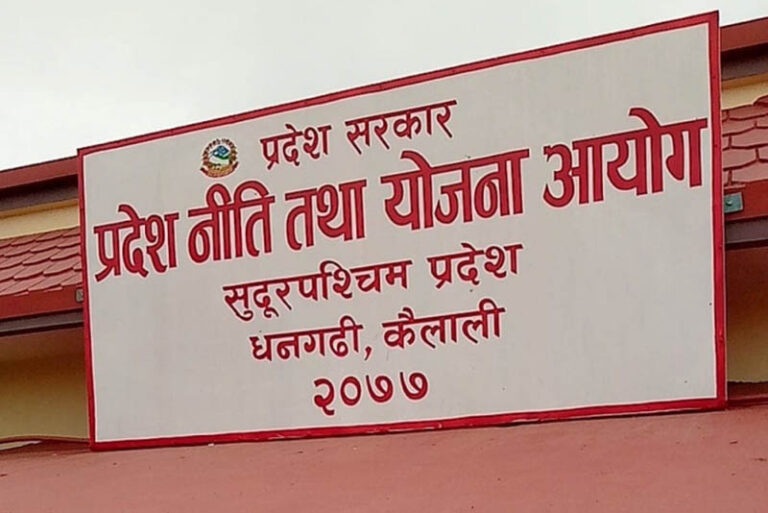 प्रदेश सरकार
प्रदेश नीति तथा योजना आयोग
सुदूरपश्चिम प्रदेश
धनगढी, कैलाली
२०७७